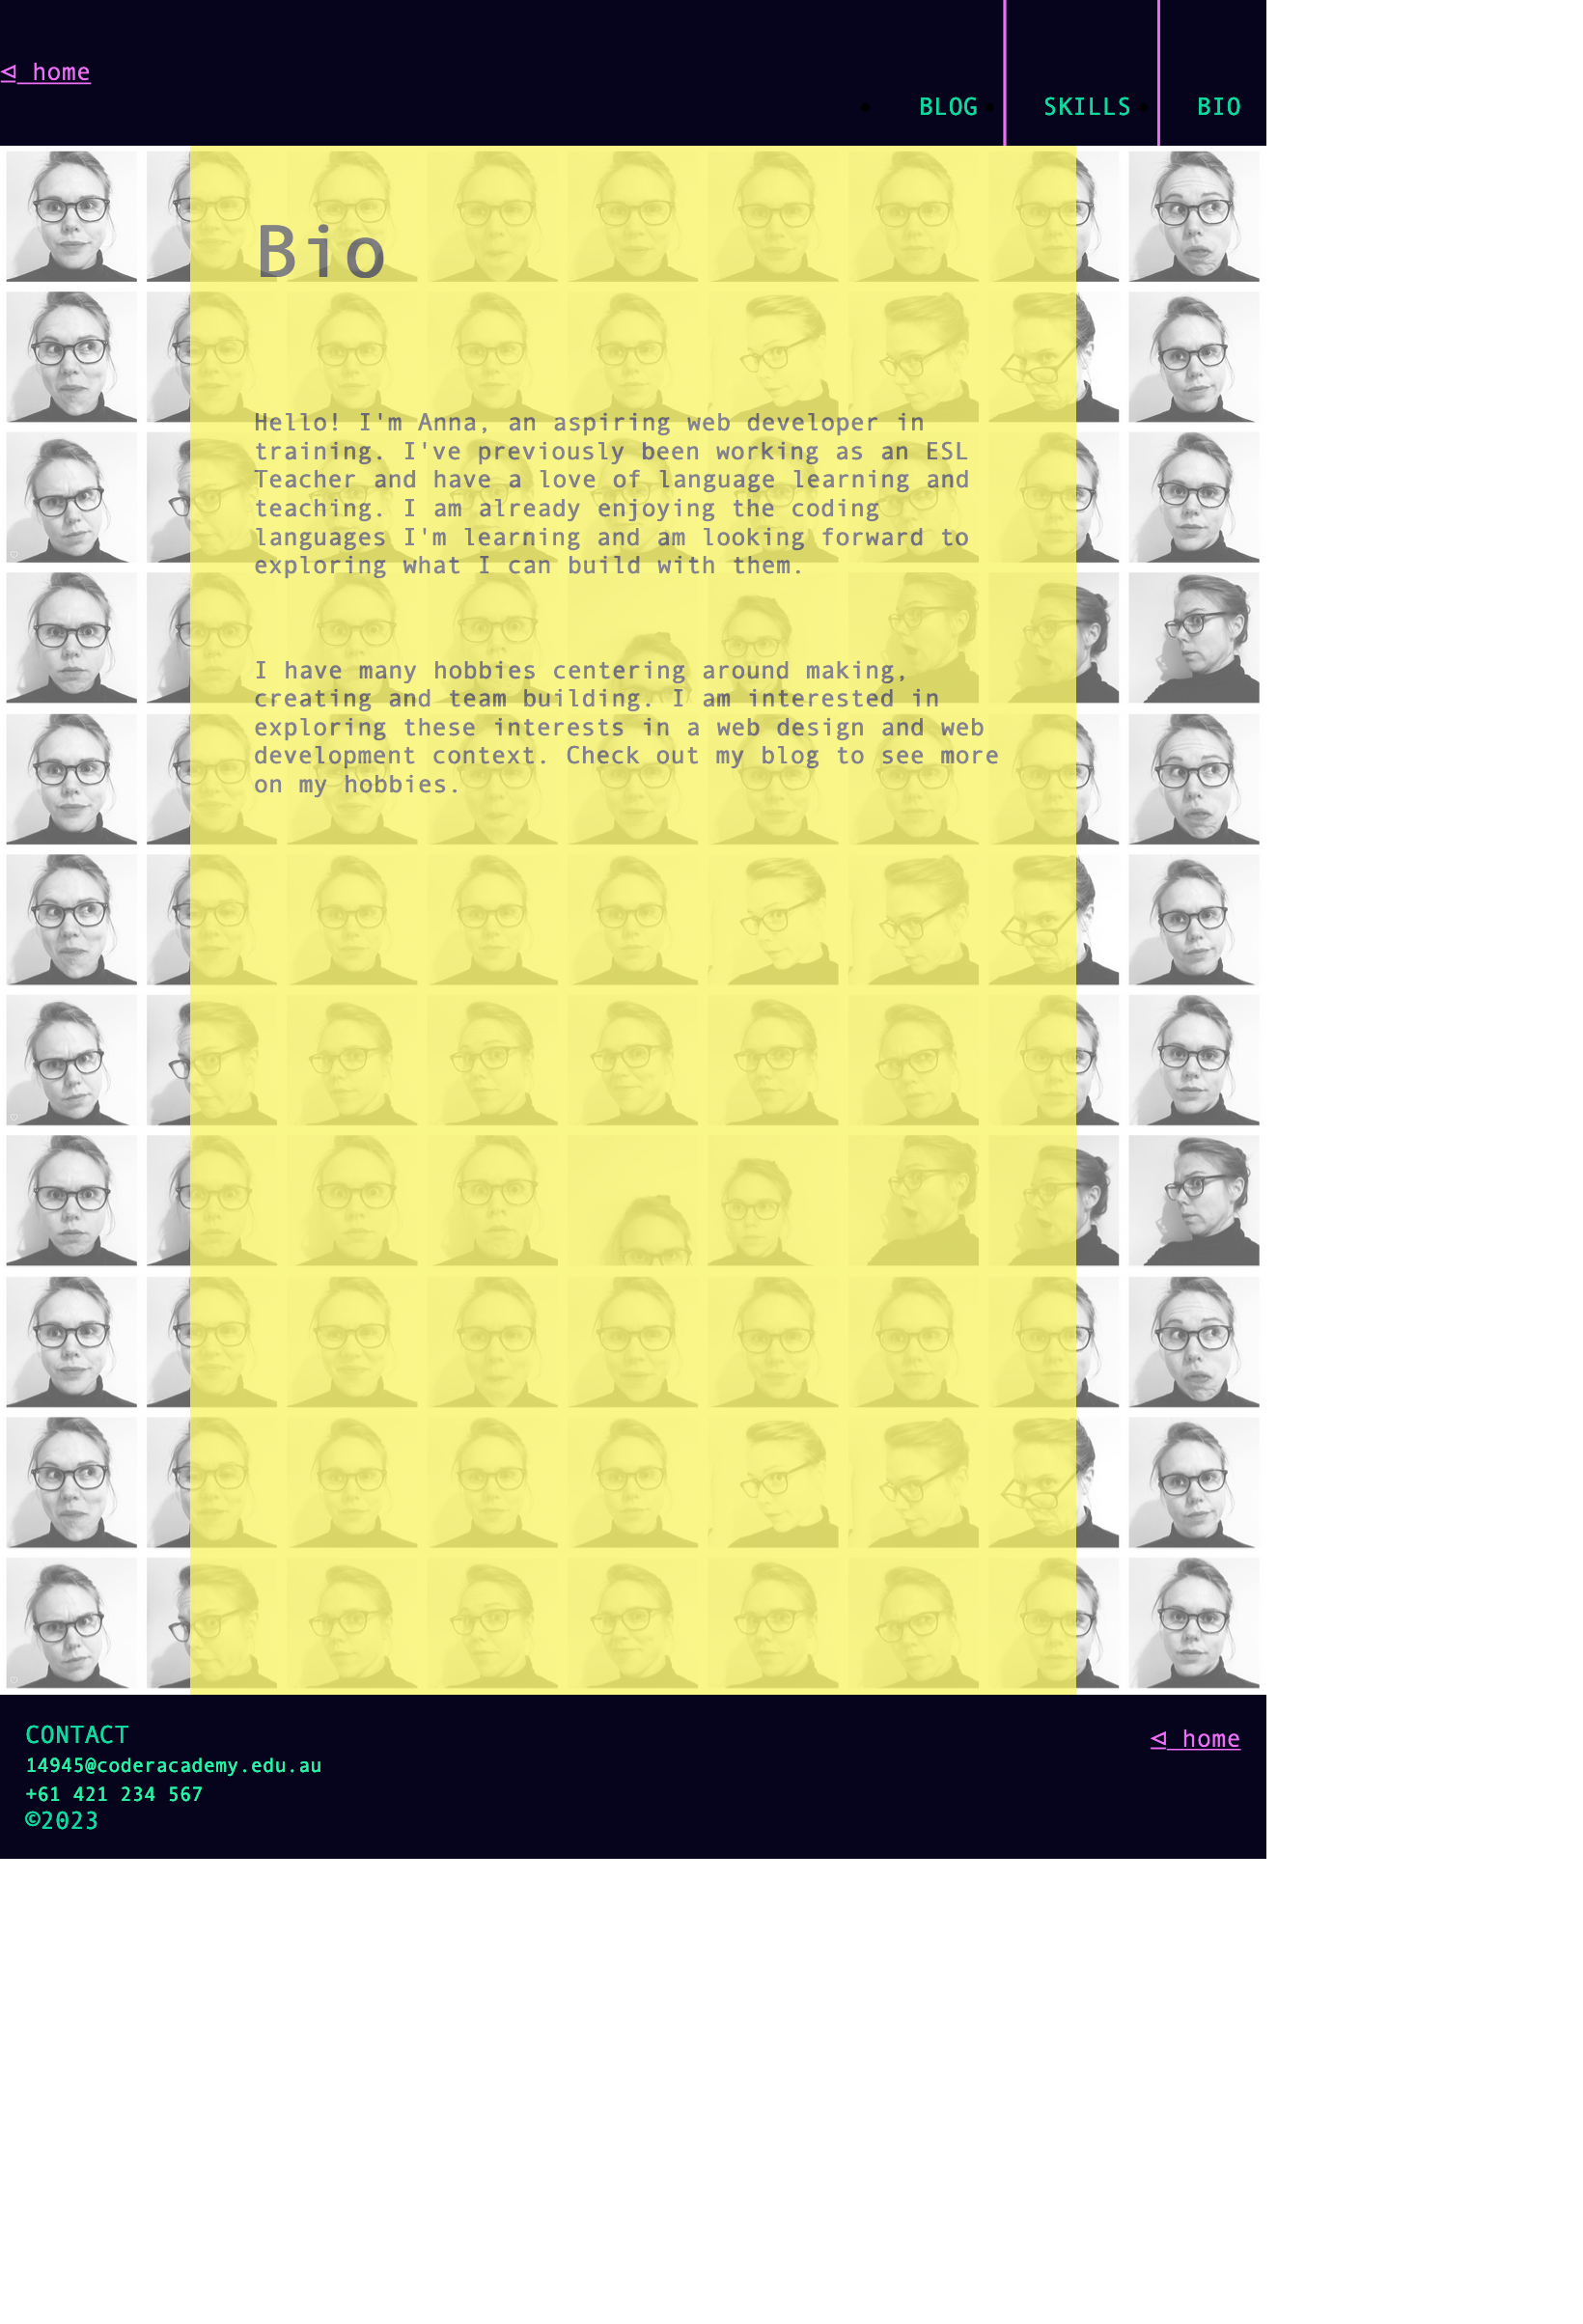 ⊲ home
BLOG
SKILLS
BIO
Bio
Hello! I'm Anna, an aspiring web developer in
training. I've previously been working as an ESL
Teacher and have a love of language learning and
teaching. I am already enjoying the coding
languages I'm learning and am looking forward to
exploring what I can build with them.
I have many hobbies centering around making,
creating and team building. I am interested in
exploring these interests in a web design and web
development context. Check out my blog to see more
on my hobbies.
CONTACT
14945@coderacademy.edu.au
+61 421 234 567
©2023
⊲ home